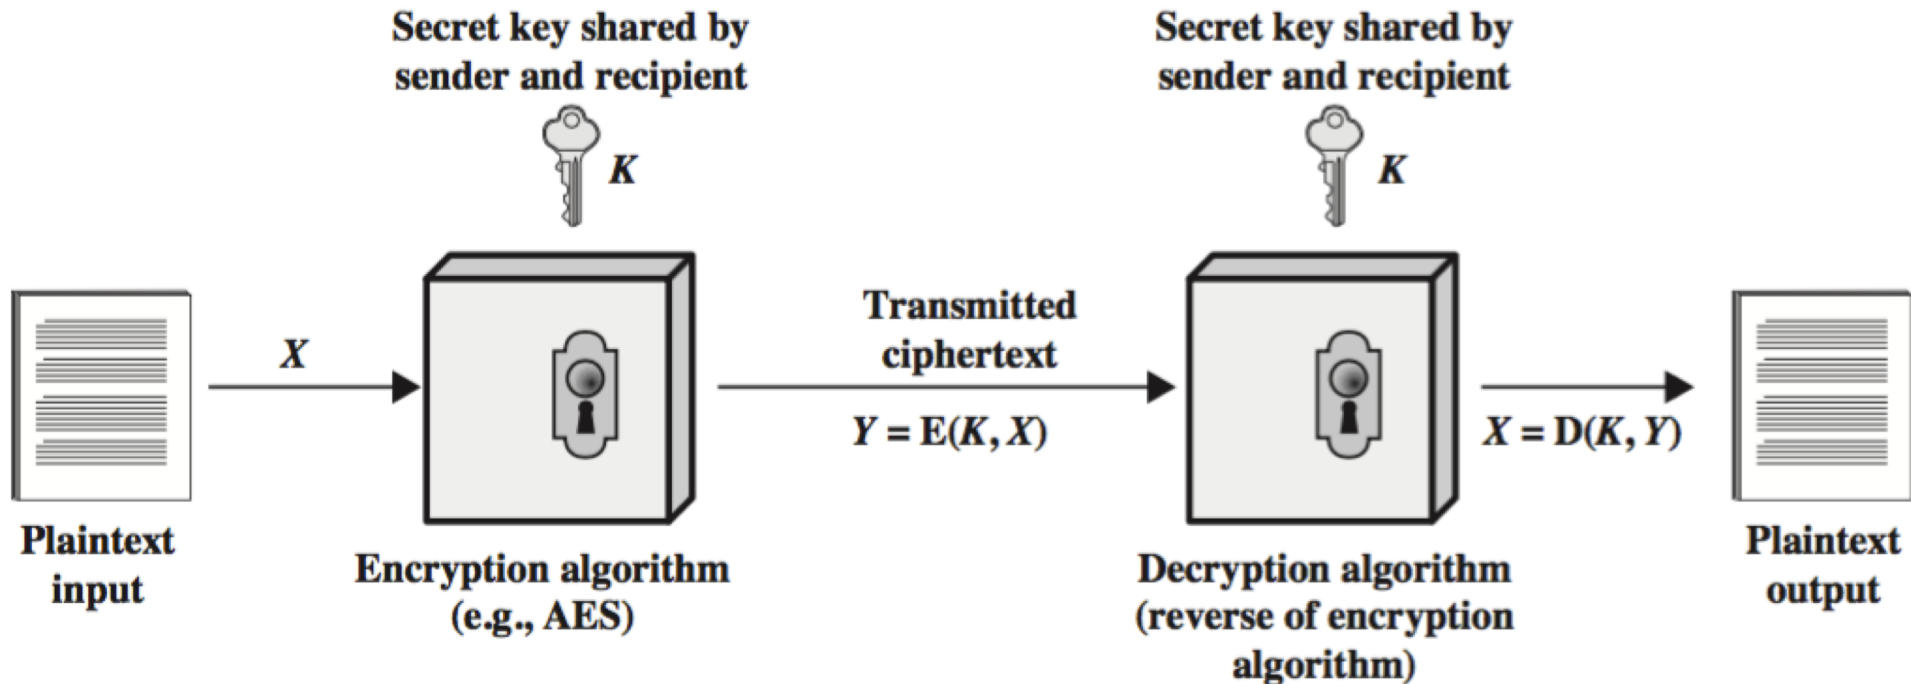 Secret key shared by
sender and recipient
K
Secret key shared by
sender and recipient
K
X
Transmitted
ciphertext
Y = E(K, X)
X = D(K, Y)
Plaintext
input
Encryption algorithm
(e.g., AES)
Decryption algorithm
(reverse of encryption
algorithm)
Plaintext
output